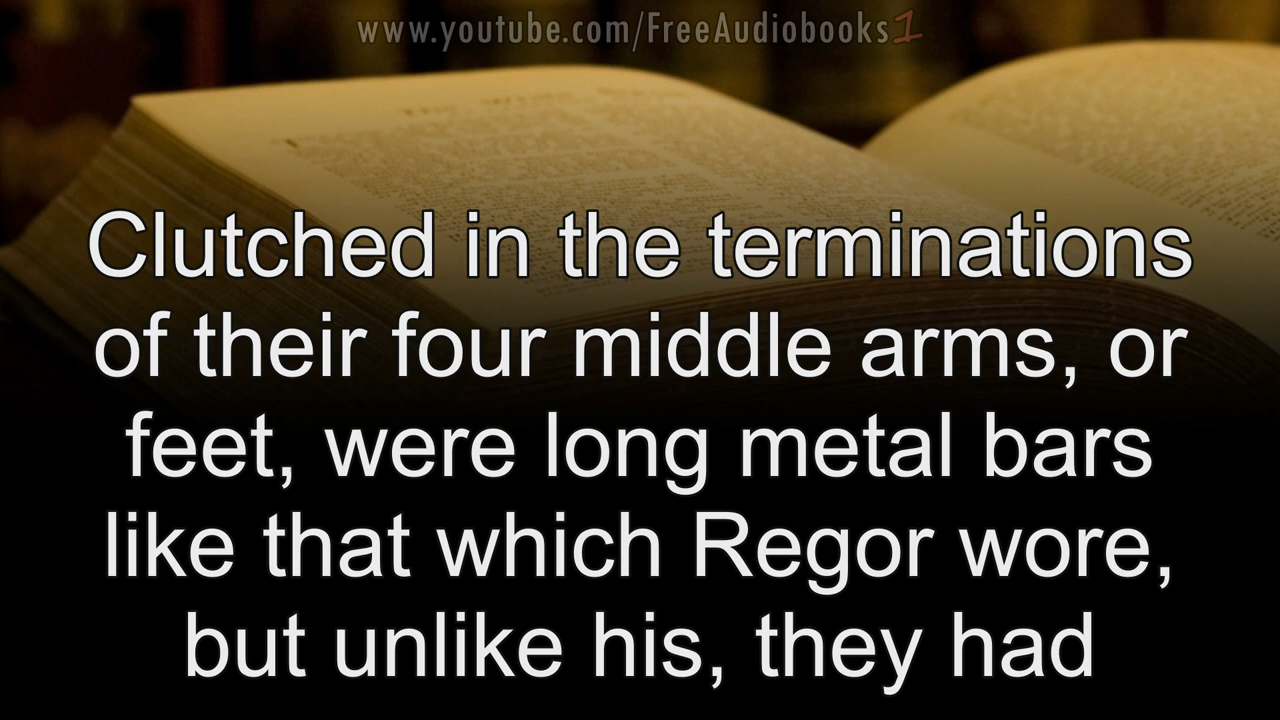 www.youtube.com/FreeAudiobooks1
Clutched in the terminations
of their four middle arms, or
feet, were long metal bars
like that which Regor wore,
but unlike his, they had